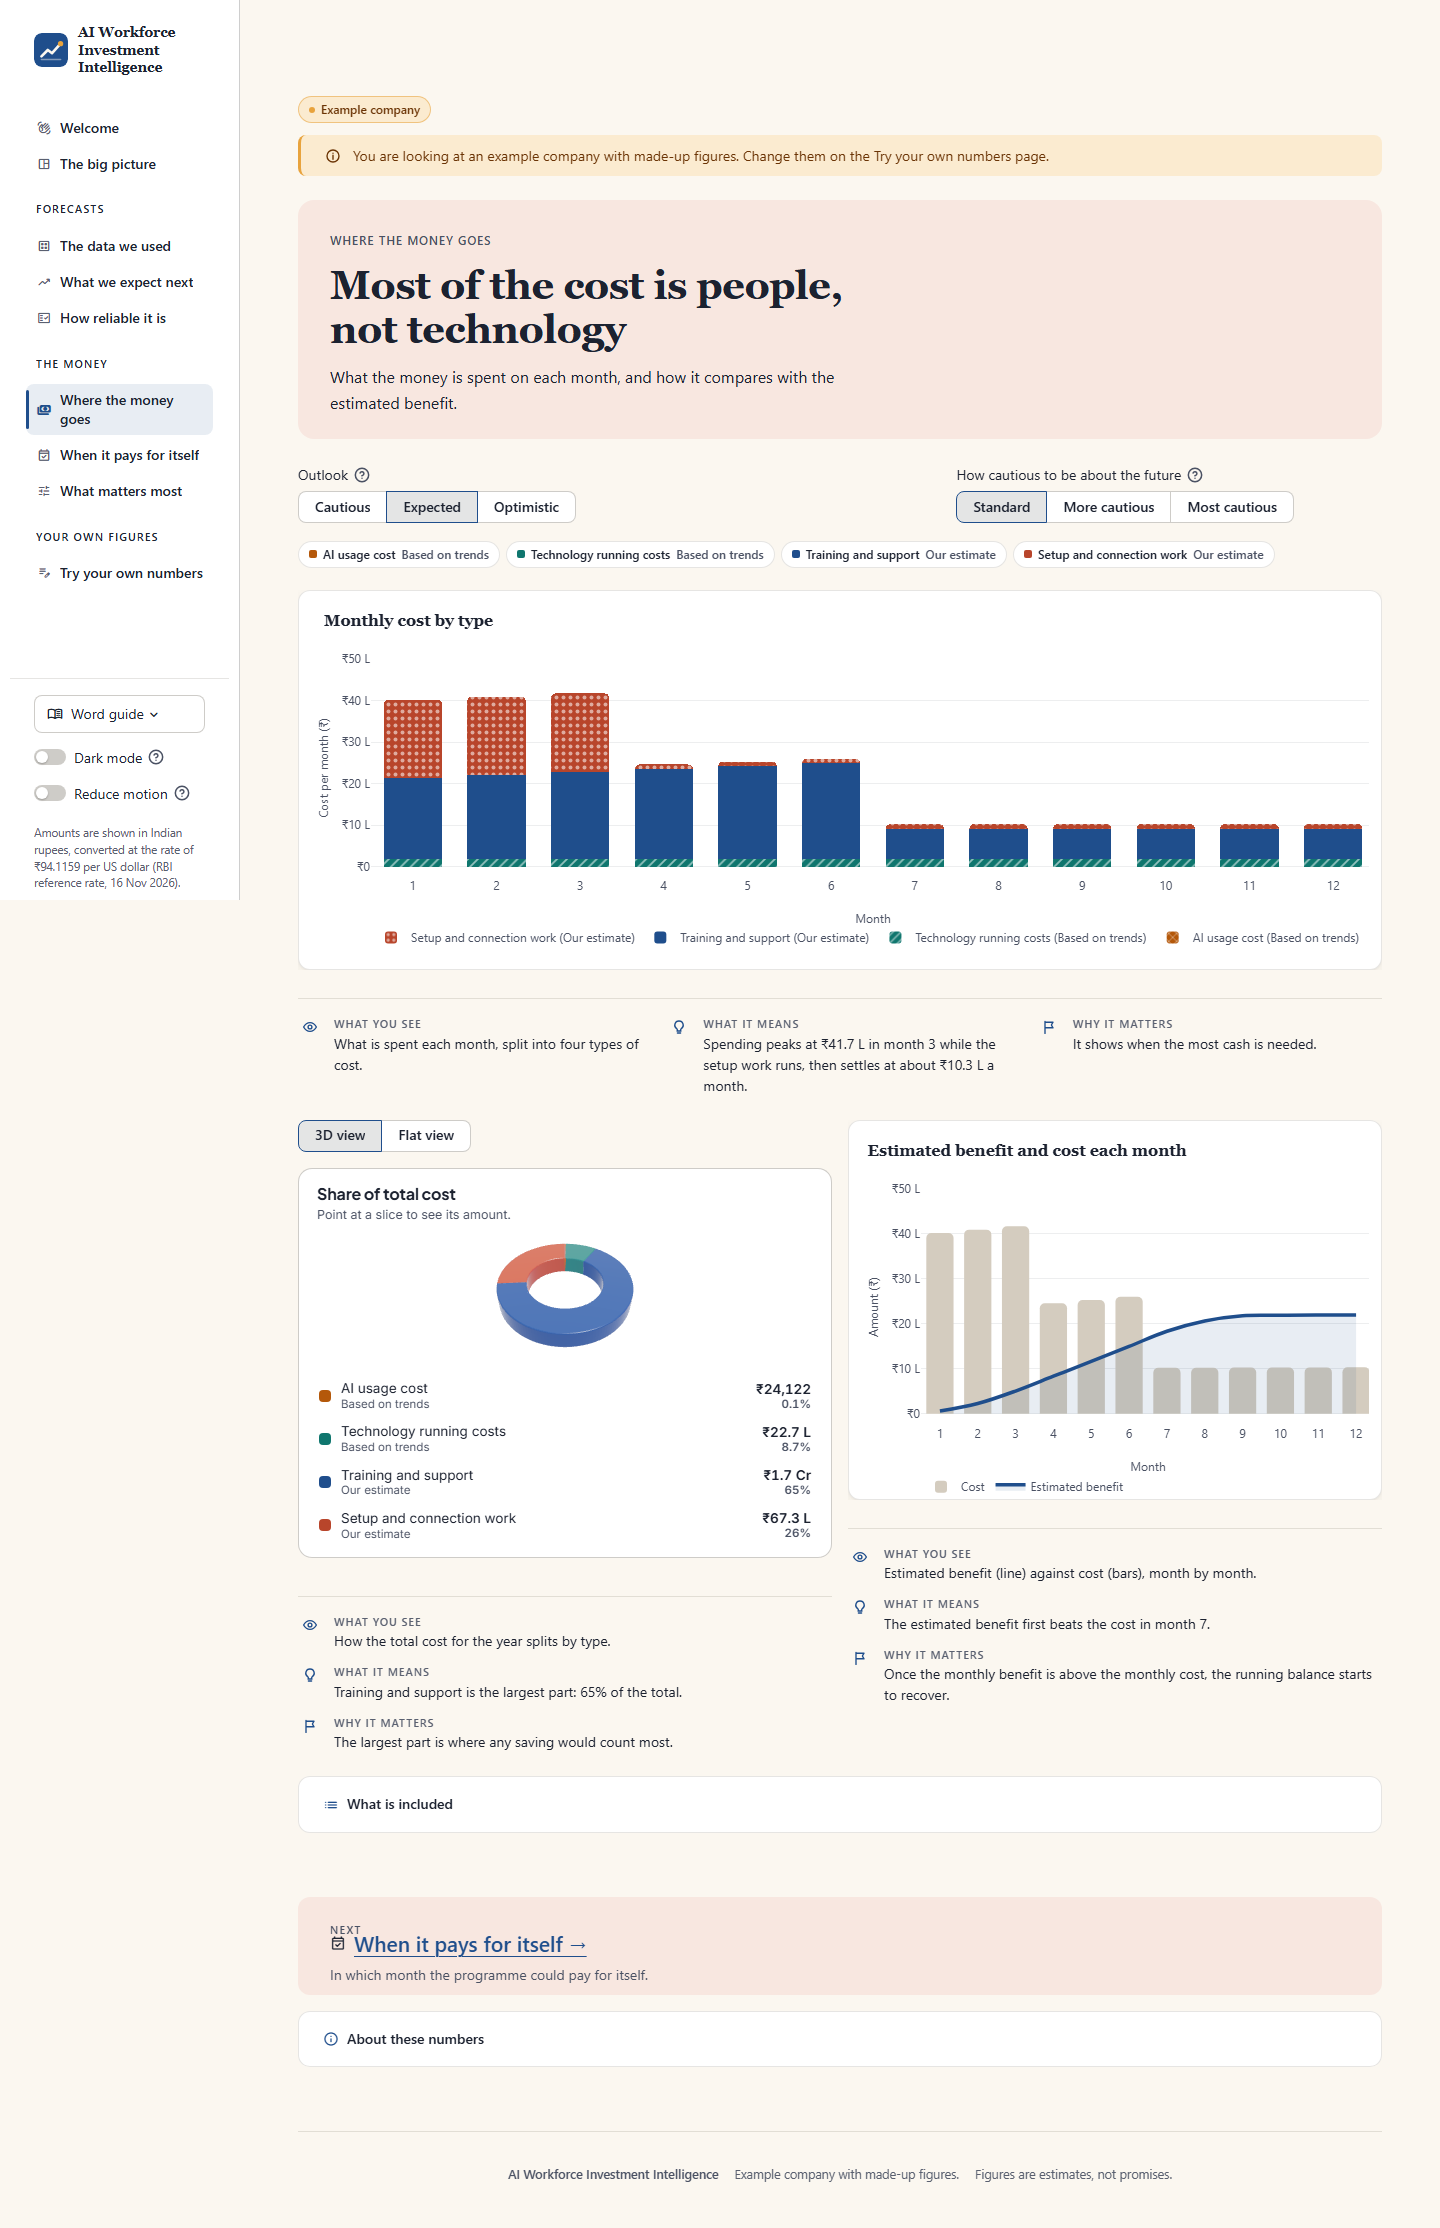 AI Workforce
Investment
Intelligence
Welcome
The big picture
FORECASTS
The data we used
What we expect next
How reliable it is
THE MONEY
Where the money
goes
When it pays for itself
What matters most
YOUR OWN FIGURES
Try your own numbers
Word guide
Dark mode
Reduce motion
Amounts are shown in Indian
rupees, converted at the rate of
₹94.1159 per US dollar (RBI
reference rate, 16 Nov 2026).
Example company
You are looking at an example company with made-up figures. Change them on the Try your own numbers page.
WHERE THE MONEY GOES
Most of the cost is people,
not technology
What the money is spent on each month, and how it compares with the
estimated benefit.
Outlook
Cautious Expected Optimistic
How cautious to be about the future
Standard More cautious Most cautious
AI usage cost Based on trends
Technology running costs Based on trends
Training and support Our estimate
Setup and connection work Our estimate
Monthly cost by type
Cost per month (₹)
₹50 L
₹40 L
₹30 L
₹20 L
₹10 L
₹0
1 2 3 4 5 6 7 8 9 10 11 12
Month
Setup and connection work (Our estimate) Training and support (Our estimate) Technology running costs (Based on trends) AI usage cost (Based on trends)
WHAT YOU SEE
What is spent each month, split into four types of
cost.
WHAT IT MEANS
Spending peaks at ₹41.7 L in month 3 while the
setup work runs, then settles at about ₹10.3 L a
month.
WHY IT MATTERS
It shows when the most cash is needed.
3D view Flat view
Share of total cost
Point at a slice to see its amount.
AI usage cost ₹24,122
Based on trends 0.1%
Technology running costs ₹22.7 L
Based on trends 8.7%
Training and support ₹1.7 Cr
Our estimate 65%
Setup and connection work ₹67.3 L
Our estimate 26%
WHAT YOU SEE
How the total cost for the year splits by type.
WHAT IT MEANS
Training and support is the largest part: 65% of the total.
WHY IT MATTERS
The largest part is where any saving would count most.
Estimated benefit and cost each month
Amount (₹)
₹50 L
₹40 L
₹30 L
₹20 L
₹10 L
₹0
1 2 3 4 5 6 7 8 9 10 11 12
Month
Cost Estimated benefit
WHAT YOU SEE
Estimated benefit (line) against cost (bars), month by month.
WHAT IT MEANS
The estimated benefit first beats the cost in month 7.
WHY IT MATTERS
Once the monthly benefit is above the monthly cost, the running balance starts
to recover.
What is included
NEXT
When it pays for itself →
In which month the programme could pay for itself.
About these numbers
AI Workforce Investment Intelligence Example company with made-up figures. Figures are estimates, not promises.